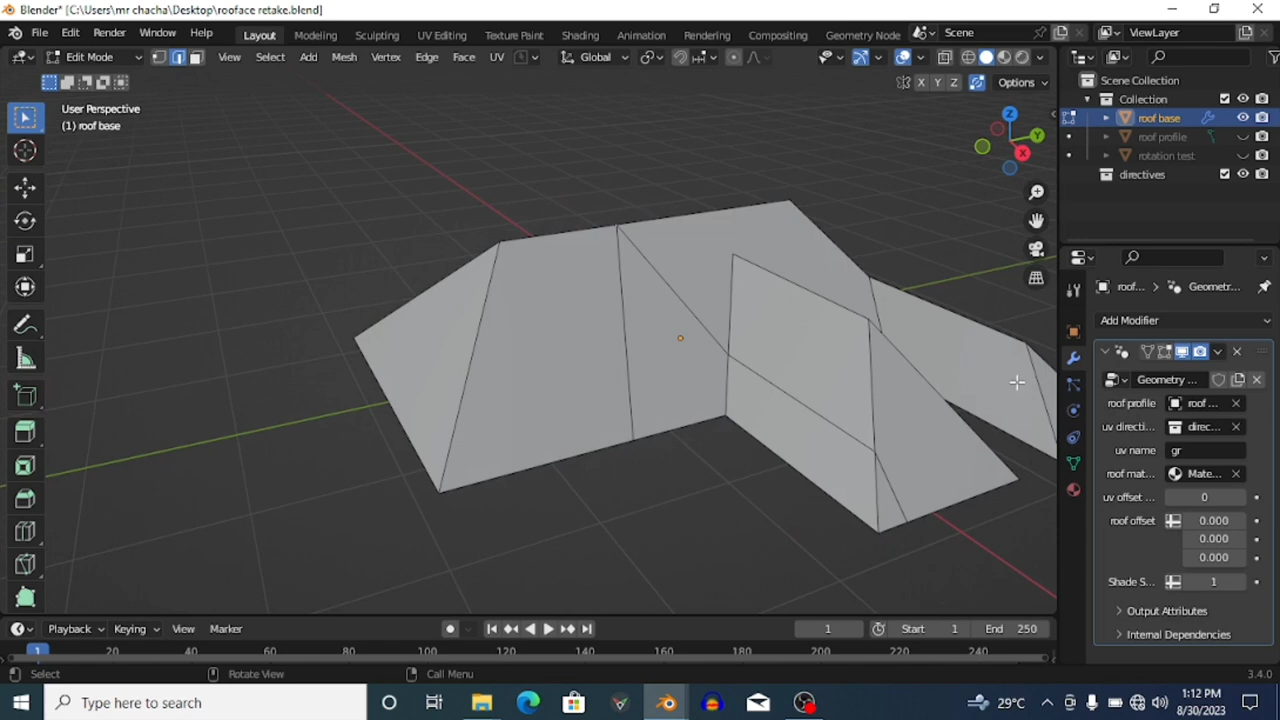 Blender* [C:\Users\mr chacha\Desktop\rooface retake.blend]
File Edit Render Window Help
Layout Modeling Sculpting UV Editing Texture Paint Shading Animation Rendering Compositing Geometry Node
Scene
ViewLayer
Edit Mode View Select Add Mesh Vertex Edge Face UV Global
X Y Z Options
User Perspective
(1) roof base
Z
Y
X
Scene Collection
Collection
roof base
roof profile
rotation test
directives
roof... > Geometr...
Add Modifier
Geometry ...
roof profile roof ...
uv directi... direc...
uv name gr
roof mat... Mate...
uv offset ... 0
roof offset 0.000
0.000
0.000
Shade S... 1
Output Attributes
Internal Dependencies
Playback Keying View Marker
1 Start 1 End 250
1 20 40 60 80 100 120 140 160 180 200 220 240
Select Rotate View Call Menu 3.4.0
Type here to search
29°C
1:12 PM
8/30/2023